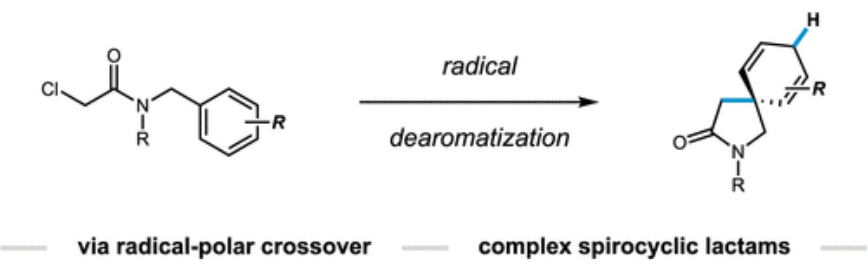 O
Cl
N
R
R
radical
dearomatization
H
R
O
N
R
via radical-polar crossover
complex spirocyclic lactams